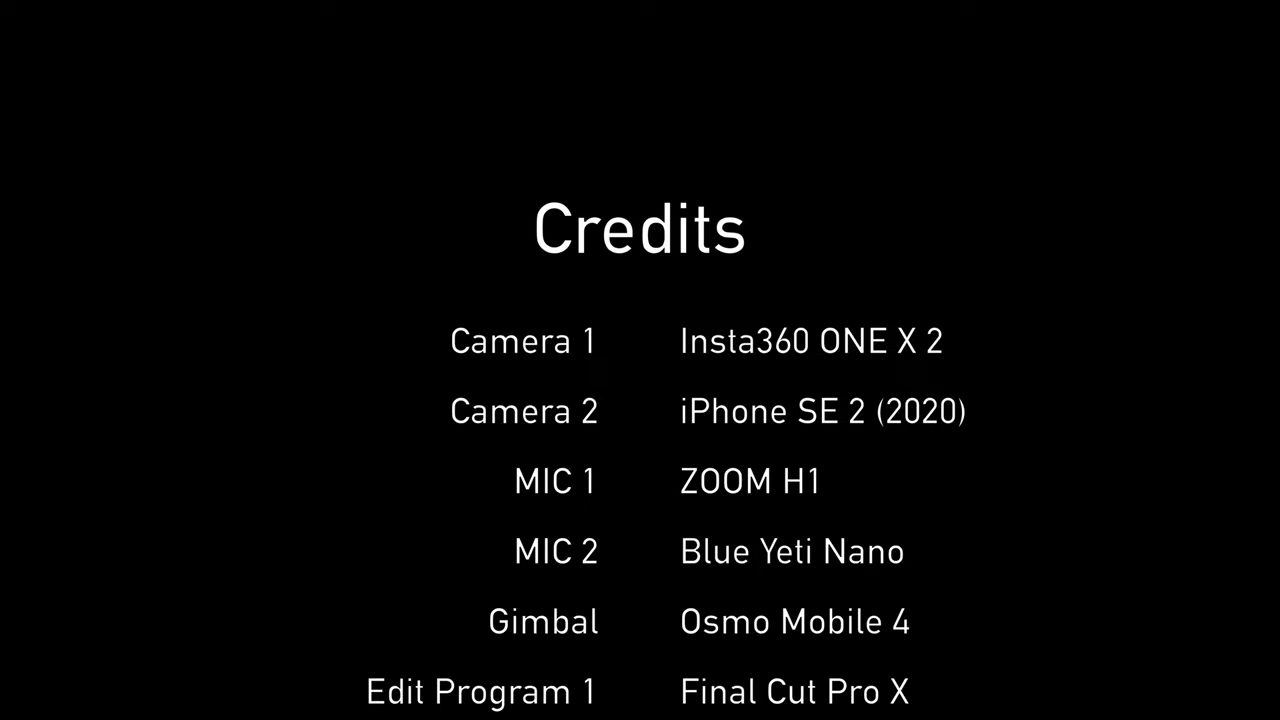 Credits
Camera 1 Insta360 ONE X 2
Camera 2 iPhone SE 2 (2020)
MIC 1 ZOOM H1
MIC 2 Blue Yeti Nano
Gimbal Osmo Mobile 4
Edit Program 1 Final Cut Pro X